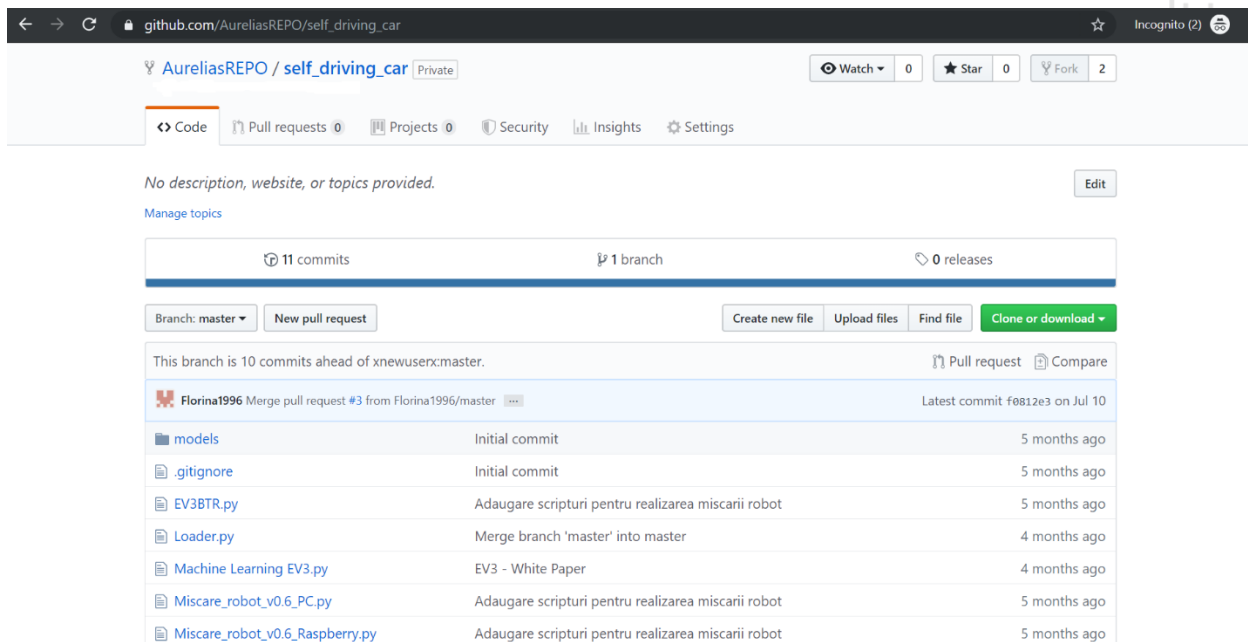 github.com/AureliasREPO/self_driving_car Incognito (2)
AureliasREPO / self_driving_car Private Watch 0 Star 0 Fork 2
Code Pull requests 0 Projects 0 Security Insights Settings
No description, website, or topics provided. Edit
Manage topics
11 commits 1 branch 0 releases
Branch: master New pull request Create new file Upload files Find file Clone or download
This branch is 10 commits ahead of xnewuserx:master. Pull request Compare
Florina1996 Merge pull request #3 from Florina1996/master ... Latest commit f0812e3 on Jul 10
models Initial commit 5 months ago
.gitignore Initial commit 5 months ago
EV3BTR.py Adaugare scripturi pentru realizarea miscarii robot 5 months ago
Loader.py Merge branch 'master' into master 4 months ago
Machine Learning EV3.py EV3 - White Paper 4 months ago
Miscare_robot_v0.6_PC.py Adaugare scripturi pentru realizarea miscarii robot 5 months ago
Miscare_robot_v0.6_Raspberry.py Adaugare scripturi pentru realizarea miscarii robot 5 months ago